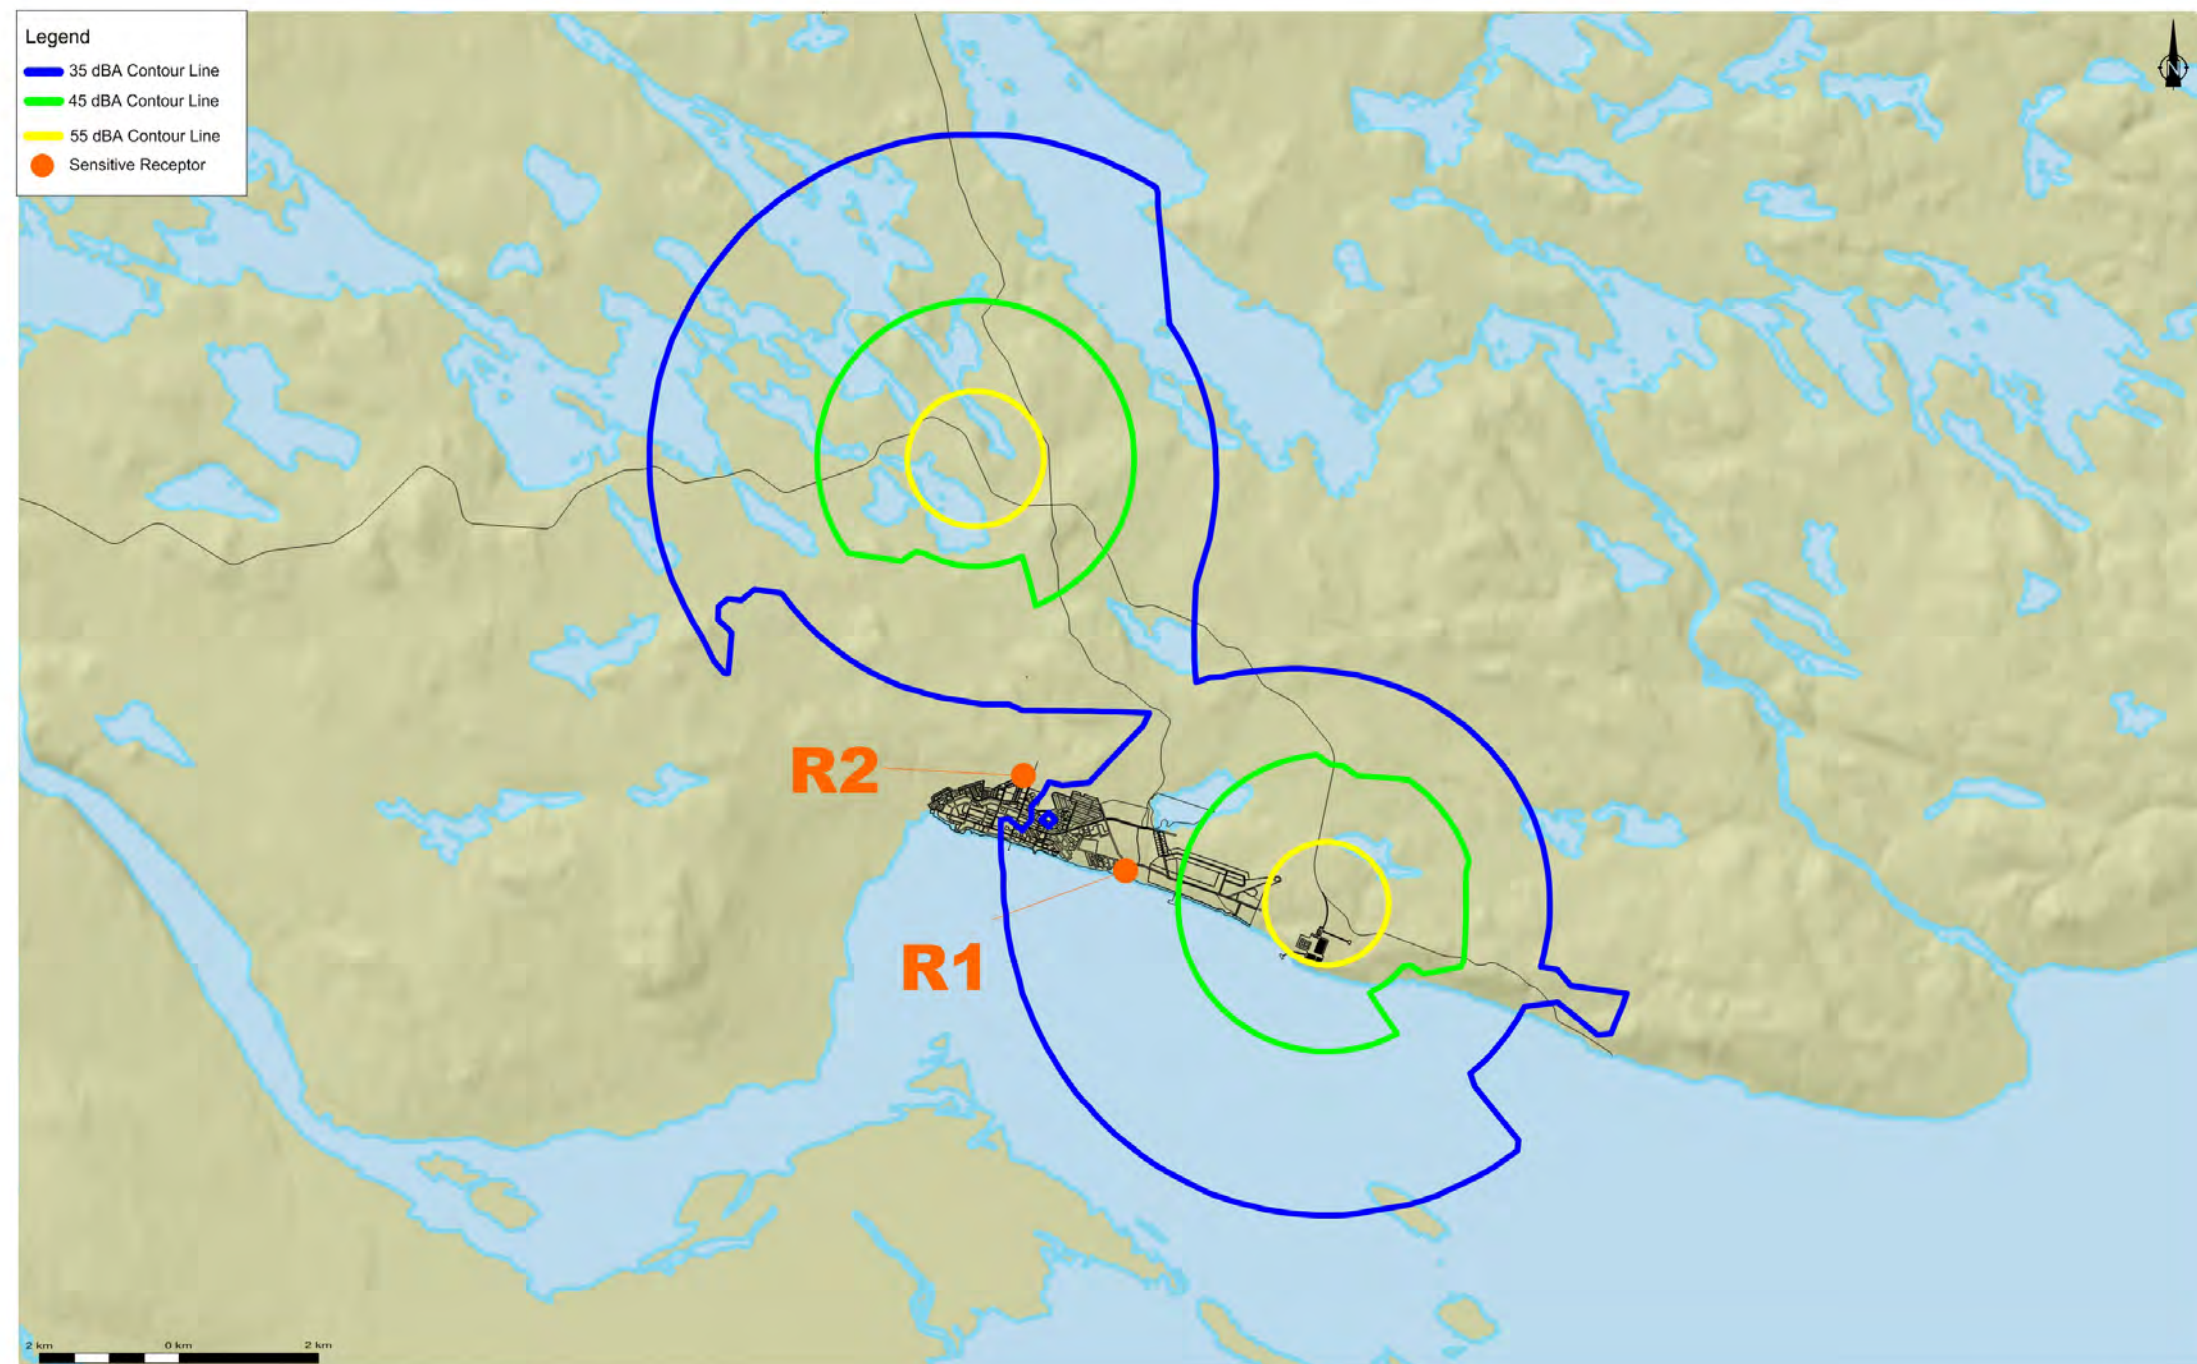 Legend
35 dBA Contour Line
45 dBA Contour Line
55 dBA Contour Line
Sensitive Receptor
N
R2
R1
2 km 0 km 2 km